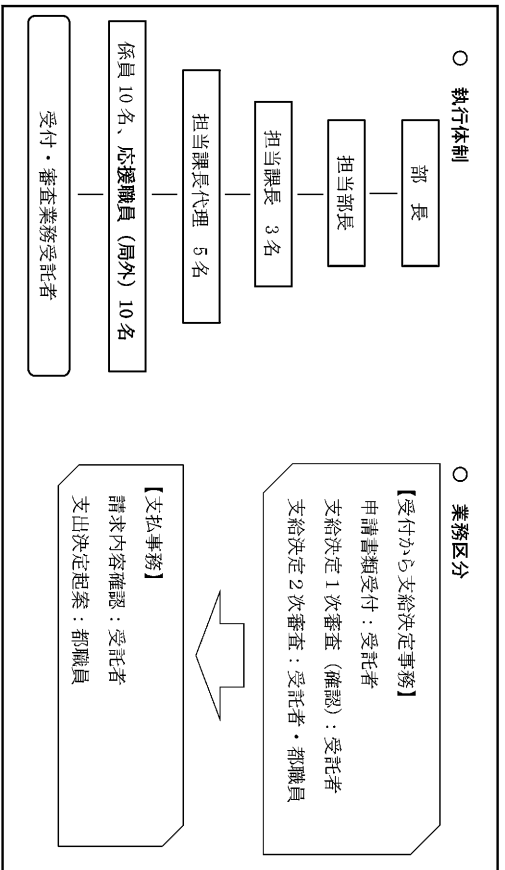 ○ 執行体制
部 長
担当部長
担当課長 3名
担当課長代理 5名
係員10名、応援職員（局外）10名
受付・審査業務受託者
○ 業務区分
【受付から支給決定事務】
申請書類受付：受託者
支給決定1次審査（確認）：受託者
支給決定2次審査：受託者・都職員
【支払事務】
請求内容確認：受託者
支出決定起案：都職員